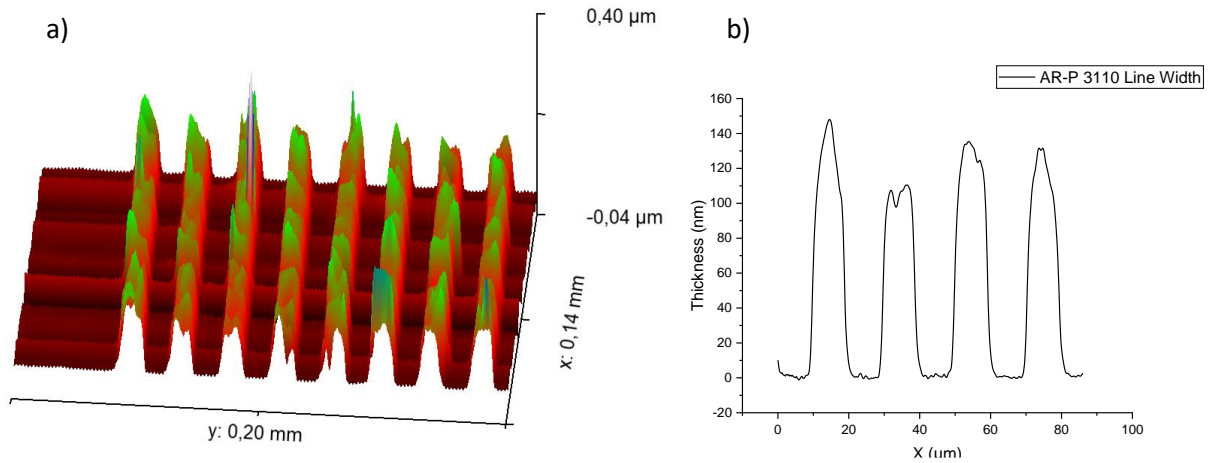 a)
0,40 µm
-0,04 µm
x: 0,14 mm
y: 0,20 mm
b)
AR-P 3110 Line Width
160
140
120
100
80
60
40
20
0
-20
Thickness (nm)
0 20 40 60 80 100
X (um)